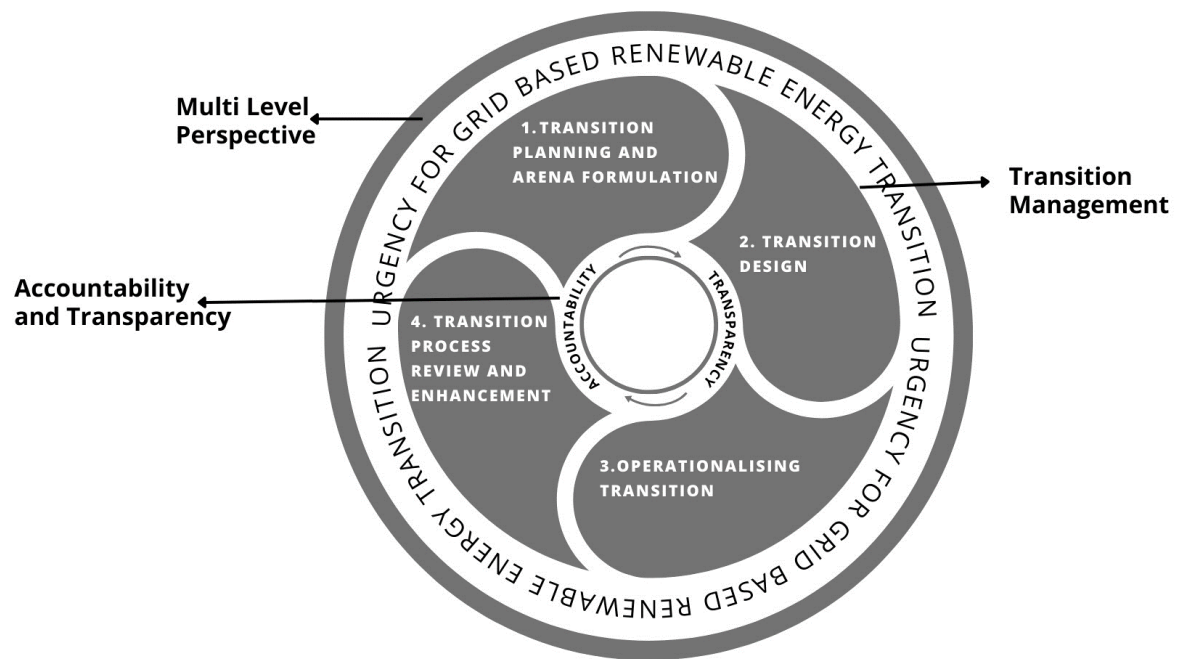 Multi Level
Perspective
Transition
Management
Accountability
and Transparency
URGENCY FOR GRID BASED RENEWABLE ENERGY TRANSITION
URGENCY FOR GRID BASED RENEWABLE ENERGY TRANSITION
1.TRANSITION
PLANNING AND
ARENA FORMULATION
2. TRANSITION
DESIGN
3.OPERATIONALISING
TRANSITION
4. TRANSITION
PROCESS
REVIEW AND
ENHANCEMENT
ACCOUNTABILITY
TRANSPARENCY